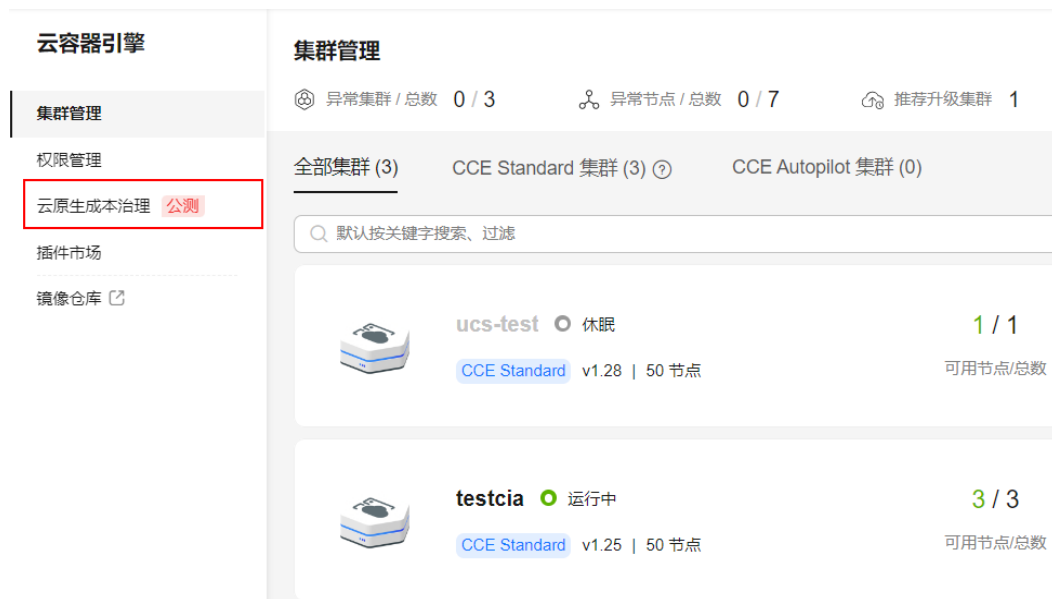 云容器引擎
集群管理
权限管理
云原生成本治理 公测
插件市场
镜像仓库
集群管理
异常集群 / 总数 0 / 3 异常节点 / 总数 0 / 7 推荐升级集群 1
全部集群 (3) CCE Standard 集群 (3) CCE Autopilot 集群 (0)
默认按关键字搜索、过滤
ucs-test 休眠 1 / 1
CCE Standard v1.28 | 50 节点 可用节点/总数
testcia 运行中 3 / 3
CCE Standard v1.25 | 50 节点 可用节点/总数